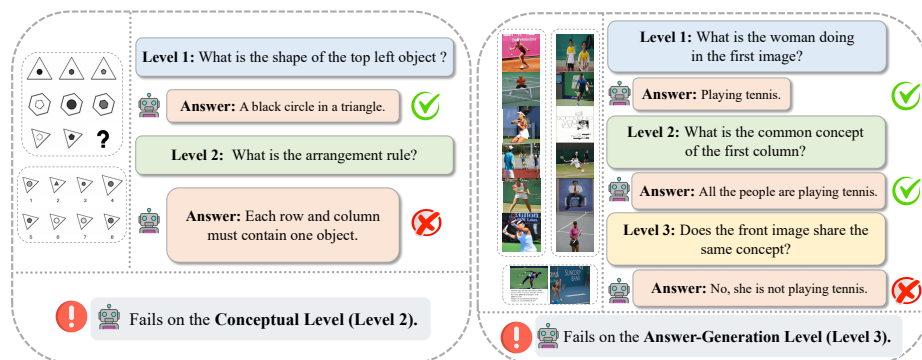 Level 1: What is the shape of the top left object ?
Answer: A black circle in a triangle.
Level 2: What is the arrangement rule?
?
1 2 3 4
5 6 7 8
Answer: Each row and column
must contain one object.
Fails on the Conceptual Level (Level 2).
Level 1: What is the woman doing
in the first image?
Answer: Playing tennis.
Level 2: What is the common concept
of the first column?
Answer: All the people are playing tennis.
Level 3: Does the front image share the
same concept?
Answer: No, she is not playing tennis.
Fails on the Answer-Generation Level (Level 3).